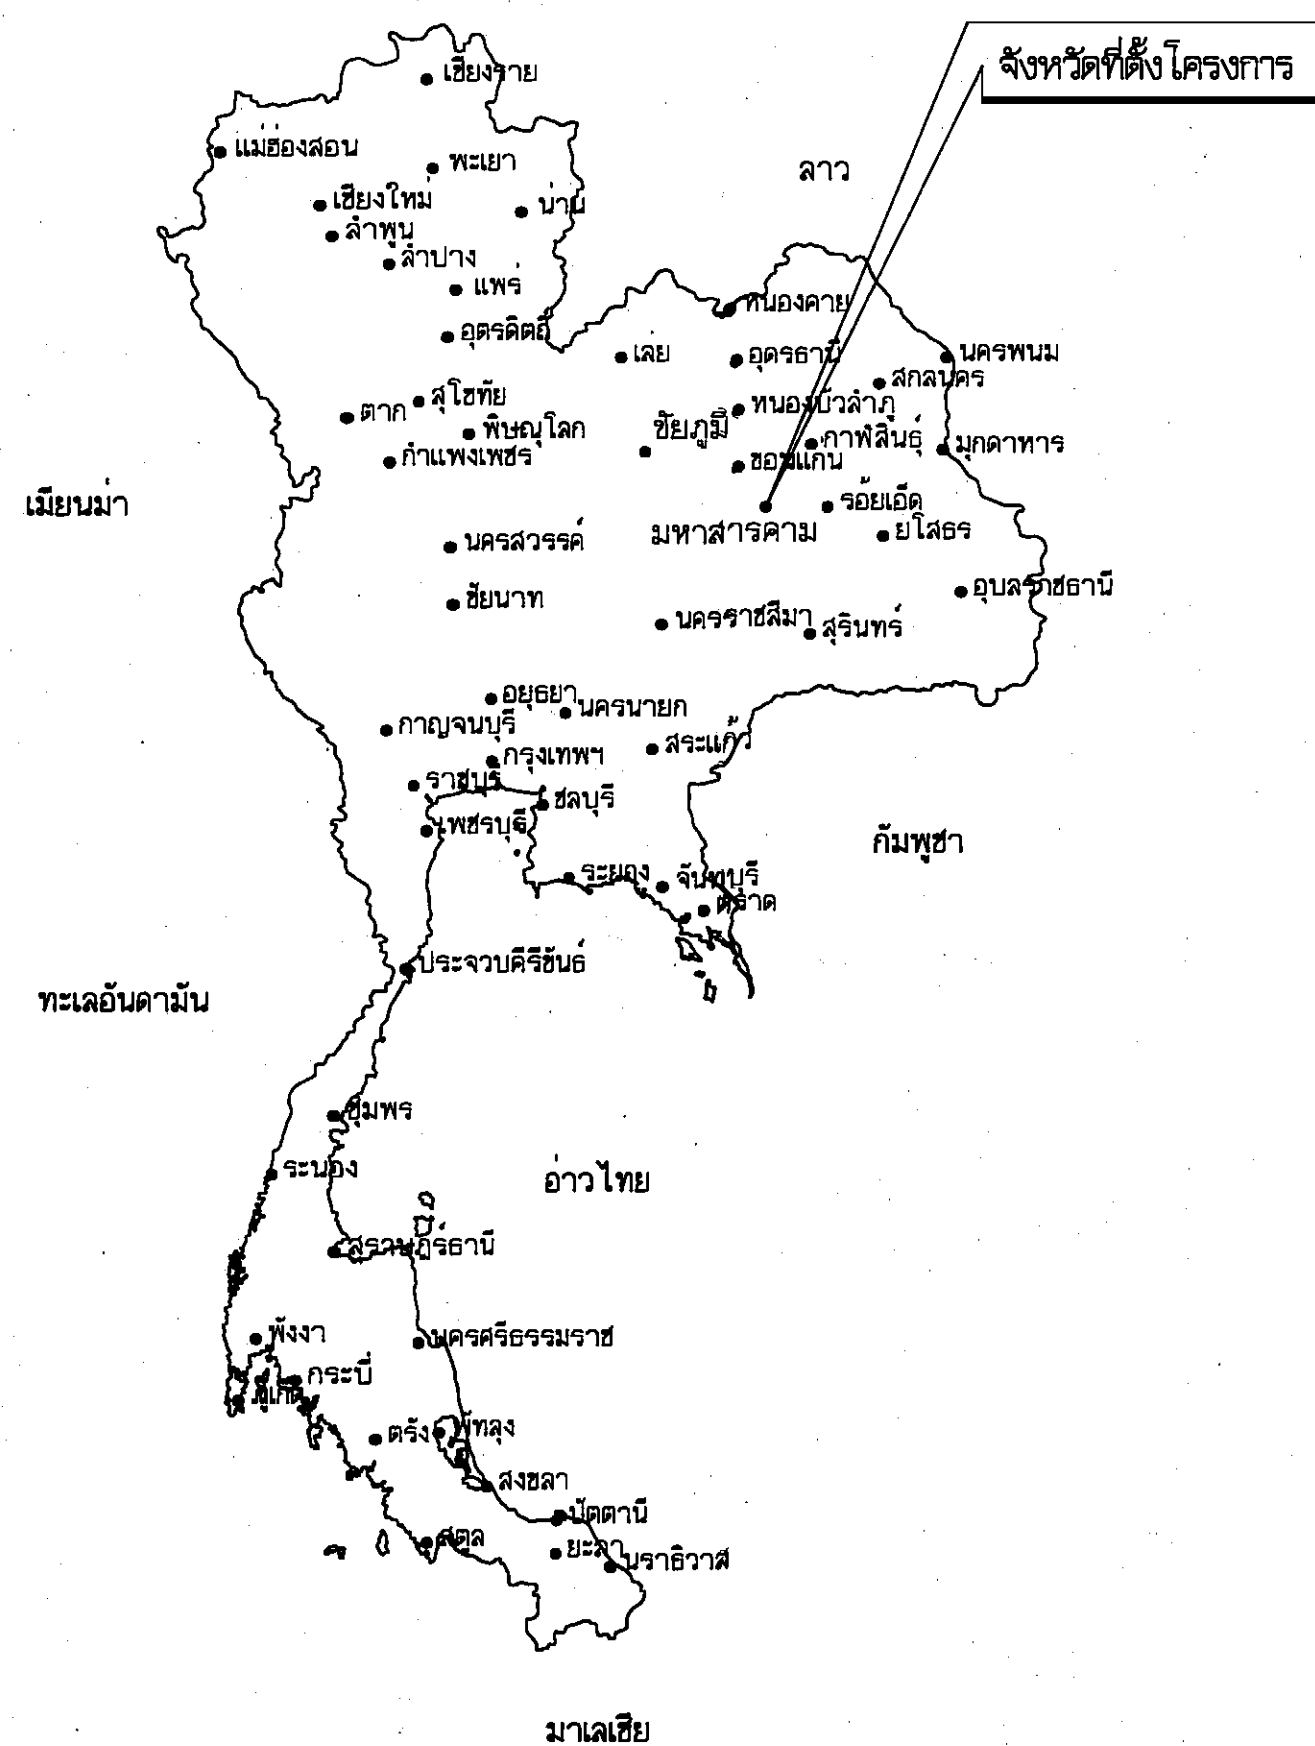 จังหวัดที่ตั้งโครงการ
เชียงราย
แม่ฮ่องสอน
พะเยา
ลาว
เชียงใหม่
น่าน
ลำพูน
ลำปาง
แพร่
หนองคาย
อุตรดิตถ์
เลย
อุดรธานี
นครพนม
สกลนคร
สุโขทัย
ตาก
หนองบัวลำภู
พิษณุโลก
ชัยภูมิ
กาฬสินธุ์
มุกดาหาร
กำแพงเพชร
ขอนแก่น
เมียนม่า
ร้อยเอ็ด
มหาสารคาม
ยโสธร
นครสวรรค์
ชัยนาท
อุบลราชธานี
นครราชสีมา
สุรินทร์
อยุธยา
นครนายก
กาญจนบุรี
สระแก้ว
กรุงเทพฯ
ราชบุรี
ชลบุรี
เพชรบุรี
กัมพูชา
ระยอง
จันทบุรี
ตราด
ประจวบคีรีขันธ์
ทะเลอันดามัน
ชุมพร
ระนอง
อ่าวไทย
สุราษฎร์ธานี
พังงา
นครศรีธรรมราช
กระบี่
ภูเก็ต
ตรัง
พัทลุง
สงขลา
ปัตตานี
สตูล
ยะลา
นราธิวาส
มาเลเซีย